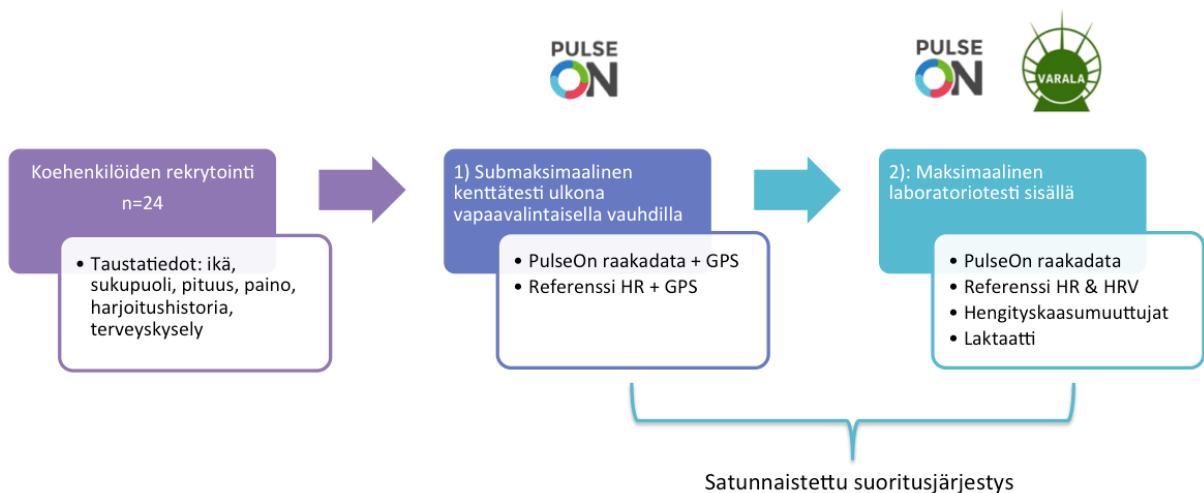 PULSE
ON
PULSE
ON
VARALA
Koehenkilöiden rekrytointi
n=24
• Taustatiedot: ikä,
sukupuoli, pituus, paino,
harjoitushistoria,
terveyskysely
1) Submaksimaalinen
kenttätesti ulkona
vapaavalintaisella vauhdilla
• PulseOn raakadata + GPS
• Referenssi HR + GPS
2): Maksimaalinen
laboratoriotesti sisällä
• PulseOn raakadata
• Referenssi HR & HRV
• Hengityskaasumuuttujat
• Laktaatti
Satunnaistettu suoritusjärjestys